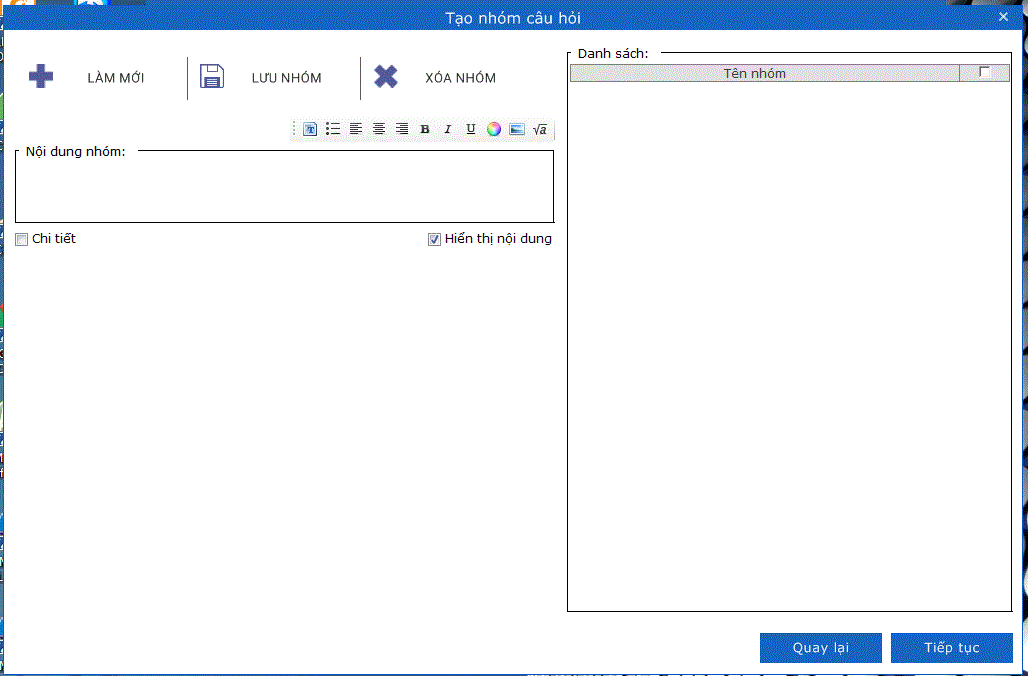 Tạo nhóm câu hỏi
LÀM MỚI
LƯU NHÓM
XÓA NHÓM
B I U √a
Nội dung nhóm:
Chi tiết
Hiển thị nội dung
Danh sách:
Tên nhóm
Quay lại
Tiếp tục